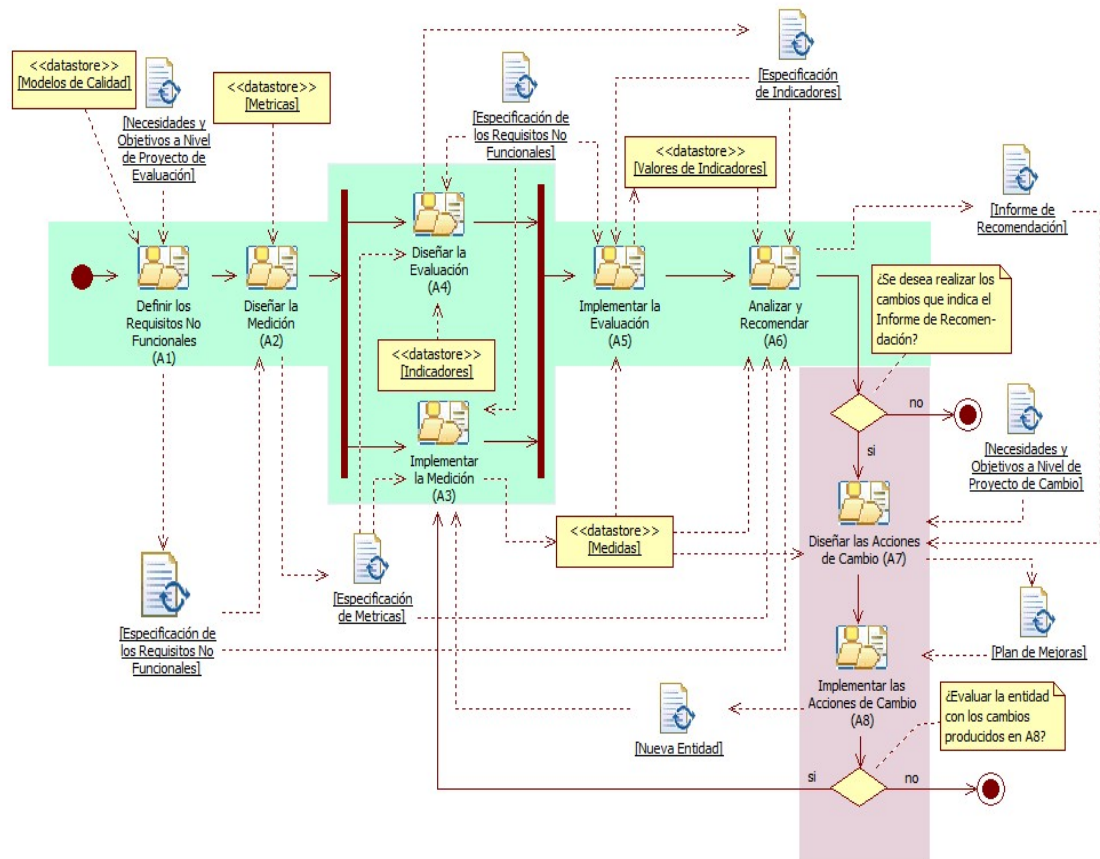 <<datastore>>
[Modelos de Calidad]
[Necesidades y
Objetivos a Nivel
de Proyecto de
Evaluación]
<<datastore>>
[Metricas]
[Especificación de
los Requisitos No
Funcionales]
[Especificación
de Indicadores]
<<datastore>>
[Valores de Indicadores]
[Informe de
Recomendación]
Definir los
Requisitos No
Funcionales
(A1)
Diseñar la
Medición
(A2)
Diseñar la
Evaluación
(A4)
<<datastore>>
[Indicadores]
Implementar
la Medición
(A3)
Implementar la
Evaluación
(A5)
Analizar y
Recomendar
(A6)
¿Se desea realizar los
cambios que indica el
Informe de Recomen-
dación?
no
si
[Necesidades y
Objetivos a Nivel de
Proyecto de Cambio]
<<datastore>>
[Medidas]
Diseñar las Acciones
de Cambio (A7)
[Especificación
de Metricas]
[Especificación de
los Requisitos No
Funcionales]
[Plan de Mejoras]
Implementar las
Acciones de Cambio
(A8)
[Nueva Entidad]
¿Evaluar la entidad
con los cambios
producidos en A8?
si
no